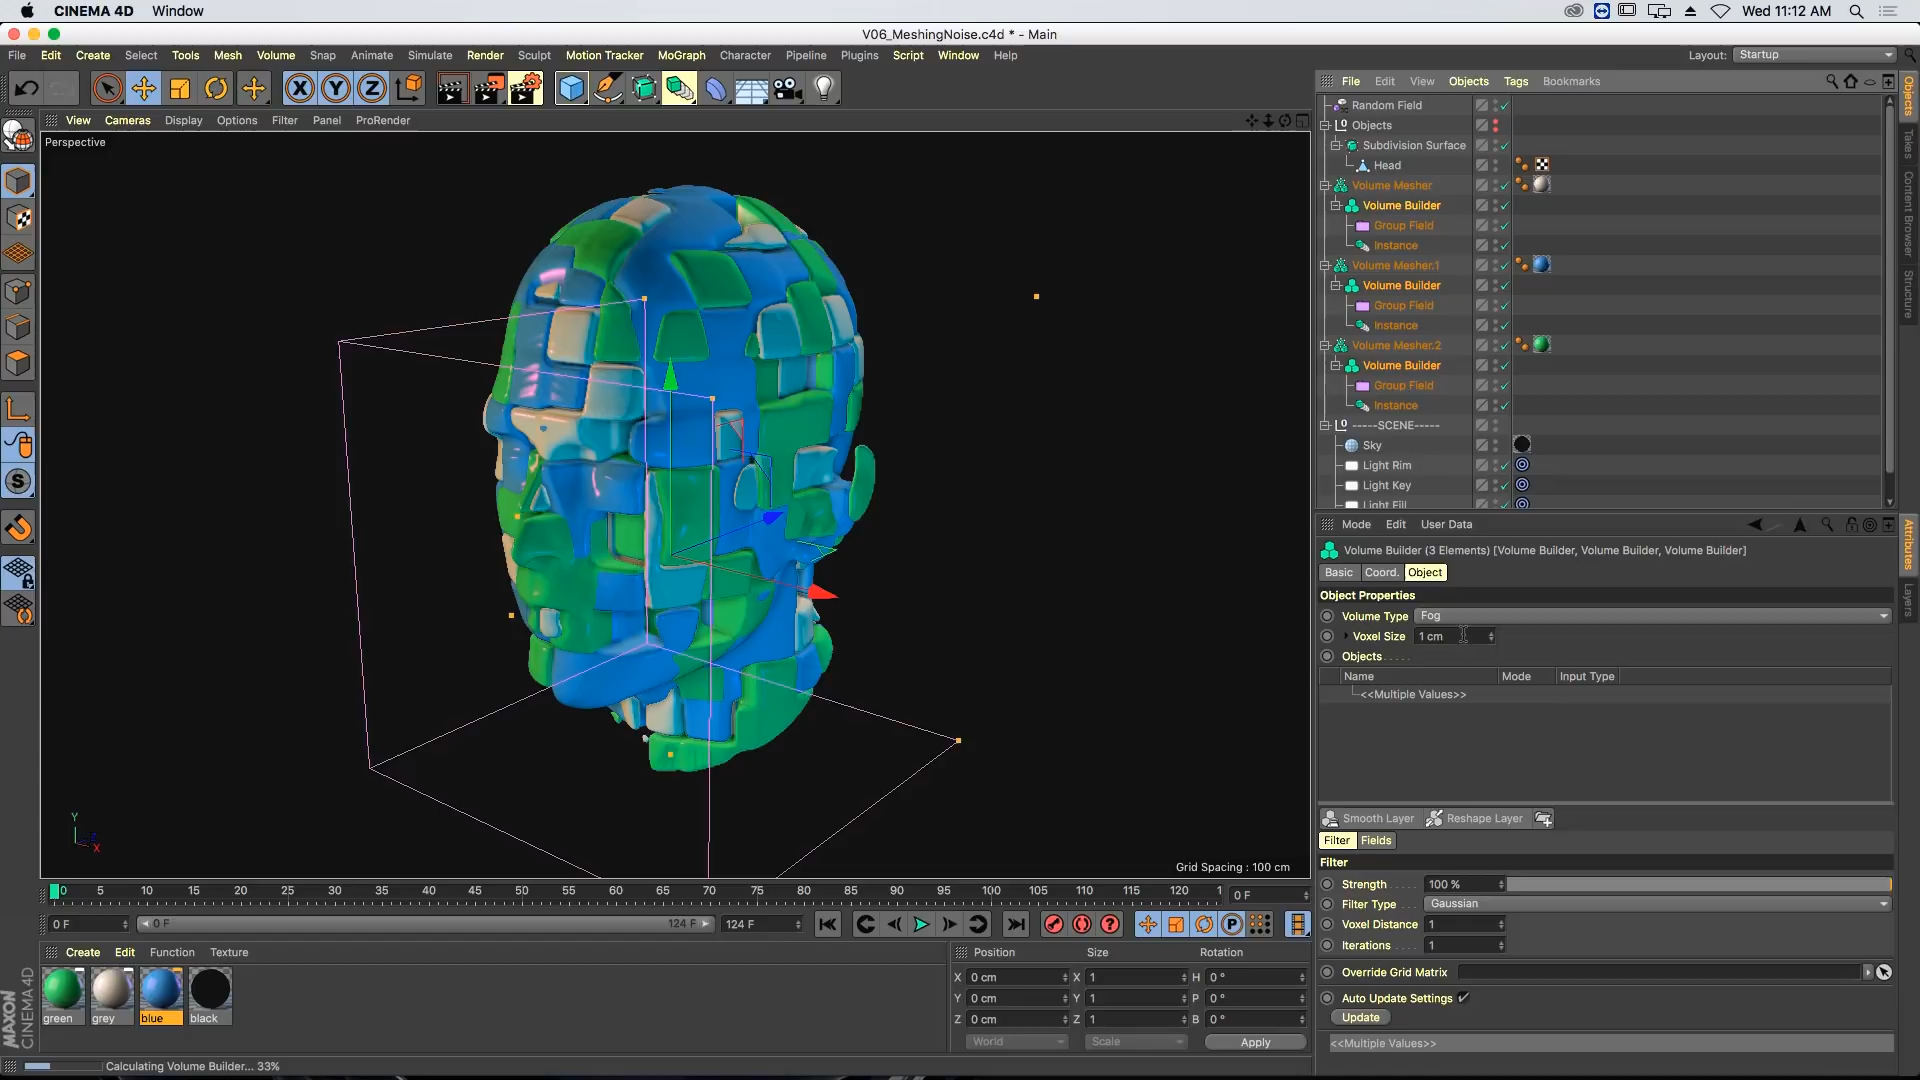 CINEMA 4D Window
Wed 11:12 AM
V06_MeshingNoise.c4d * - Main
File Edit Create Select Tools Mesh Volume Snap Animate Simulate Render Sculpt Motion Tracker MoGraph Character Pipeline Plugins Script Window Help
Layout: Startup
File Edit View Objects Tags Bookmarks
View Cameras Display Options Filter Panel ProRender
Perspective
Random Field
Objects
Subdivision Surface
Head
Volume Mesher
Volume Builder
Group Field
Instance
Volume Mesher.1
Volume Builder
Group Field
Instance
Volume Mesher.2
Volume Builder
Group Field
Instance
-----SCENE-----
Sky
Light Rim
Light Key
Light Fill
Objects
Takes
Content Browser
Structure
Mode Edit User Data
Volume Builder (3 Elements) [Volume Builder, Volume Builder, Volume Builder]
Basic Coord. Object
Object Properties
Volume Type Fog
Voxel Size 1 cm
Objects . . . . .
Name Mode Input Type
<<Multiple Values>>
Smooth Layer Reshape Layer
Filter Fields
Filter
Strength . . . . 100 %
Filter Type . . Gaussian
Voxel Distance 1
Iterations . . . 1
Override Grid Matrix
Auto Update Settings
Update
<<Multiple Values>>
Attributes
Layers
Y
X
Grid Spacing : 100 cm
0 5 10 15 20 25 30 35 40 45 50 55 60 65 70 75 80 85 90 95 100 105 110 115 120 1
0 F
0 F 0 F 124 F 124 F
Create Edit Function Texture
green grey blue black
Position Size Rotation
X 0 cm X 1 H 0 °
Y 0 cm Y 1 P 0 °
Z 0 cm Z 1 B 0 °
World Scale Apply
MAXON
CINEMA 4D
Calculating Volume Builder... 33%